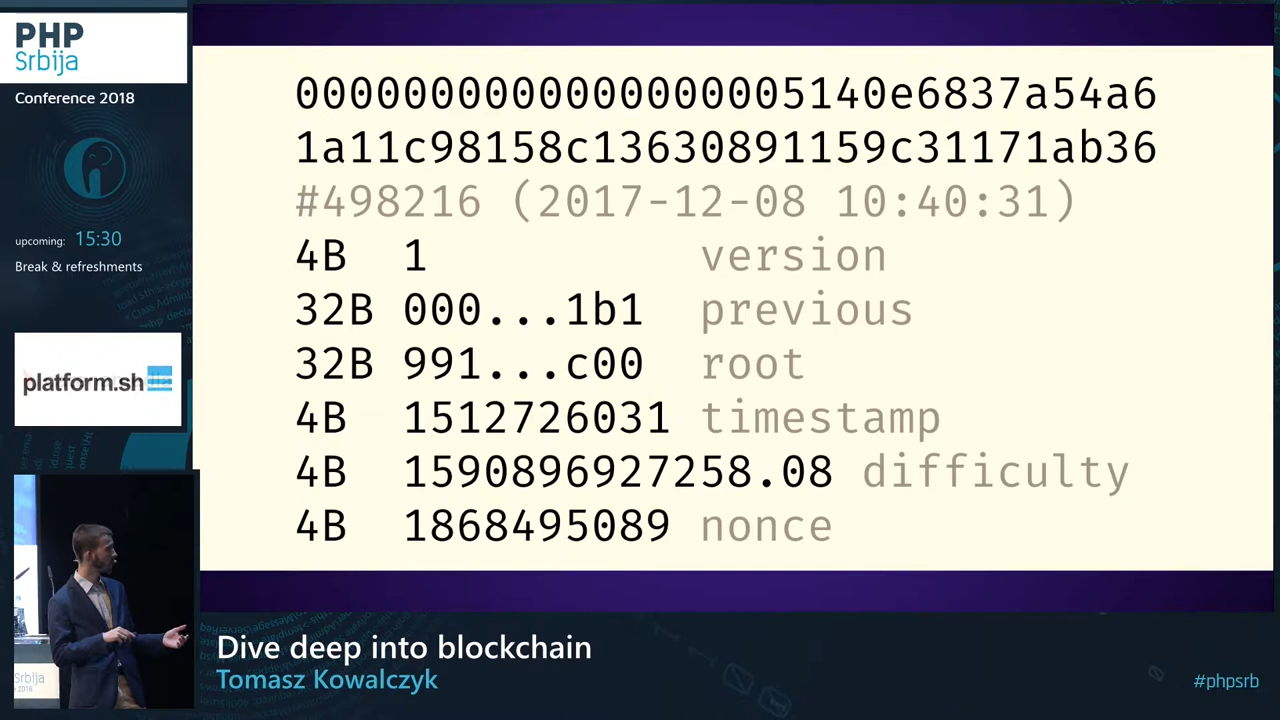 PHP
Srbija
Conference 2018
upcoming: 15:30
Break & refreshments
platform.sh
0000000000000000005140e6837a54a6
1a11c98158c13630891159c31171ab36
#498216 (2017-12-08 10:40:31)
4B 1 version
32B 000...1b1 previous
32B 991...c00 root
4B 1512726031 timestamp
4B 1590896927258.08 difficulty
4B 1868495089 nonce
Srbija
Dive deep into blockchain
Tomasz Kowalczyk
#phpsrb